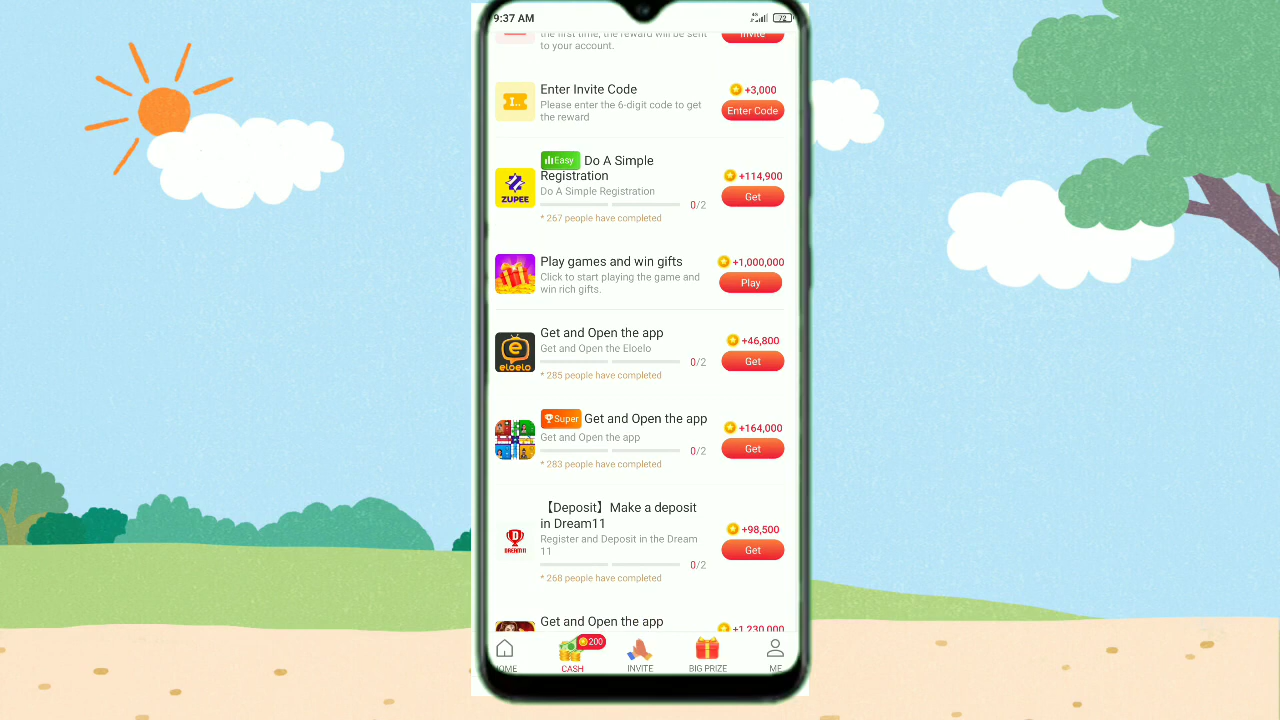 9:37 AM
4G
72
the first time, the reward will be sent
to your account.
Invite
Enter Invite Code
Please enter the 6-digit code to get
the reward
+3,000
Enter Code
I..
Easy Do A Simple
Registration
Do A Simple Registration
0/2
* 267 people have completed
+114,900
Get
ZUPEE
Play games and win gifts
Click to start playing the game and
win rich gifts.
+1,000,000
Play
Get and Open the app
Get and Open the Eloelo
0/2
* 285 people have completed
+46,800
Get
eloelo
Super Get and Open the app
Get and Open the app
0/2
* 283 people have completed
+164,000
Get
【Deposit】Make a deposit
in Dream11
Register and Deposit in the Dream
11
0/2
* 268 people have completed
+98,500
Get
D
DREAM11
Get and Open the app
+1,230,000
200
HOME
CASH
INVITE
BIG PRIZE
ME